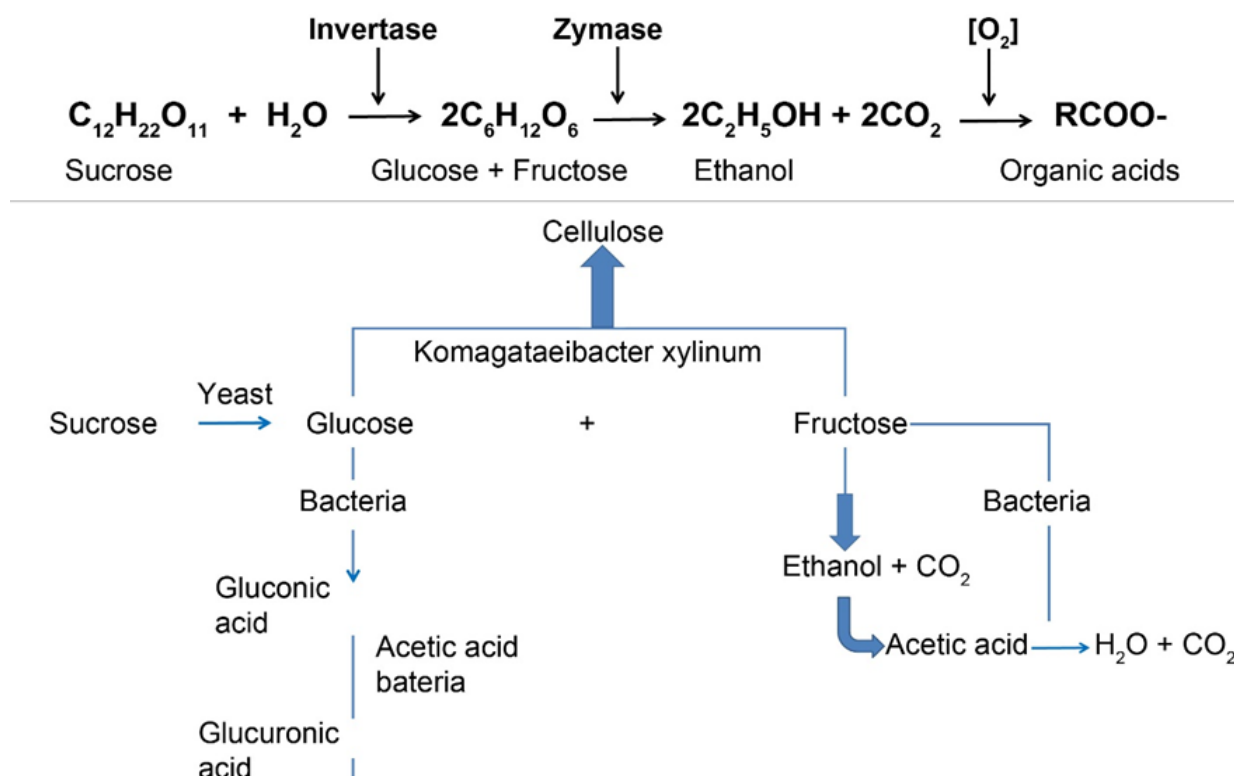 Invertase Zymase [O₂]
C₁₂H₂₂O₁₁ + H₂O 2C₆H₁₂O₆ 2C₂H₅OH + 2CO₂ RCOO-
Sucrose Glucose + Fructose Ethanol Organic acids
Cellulose
Komagataeibacter xylinum
Yeast
Sucrose Glucose + Fructose
Bacteria Bacteria
Ethanol + CO₂
Gluconic
acid
Acetic acid
bateria
Acetic acid H₂O + CO₂
Glucuronic
acid